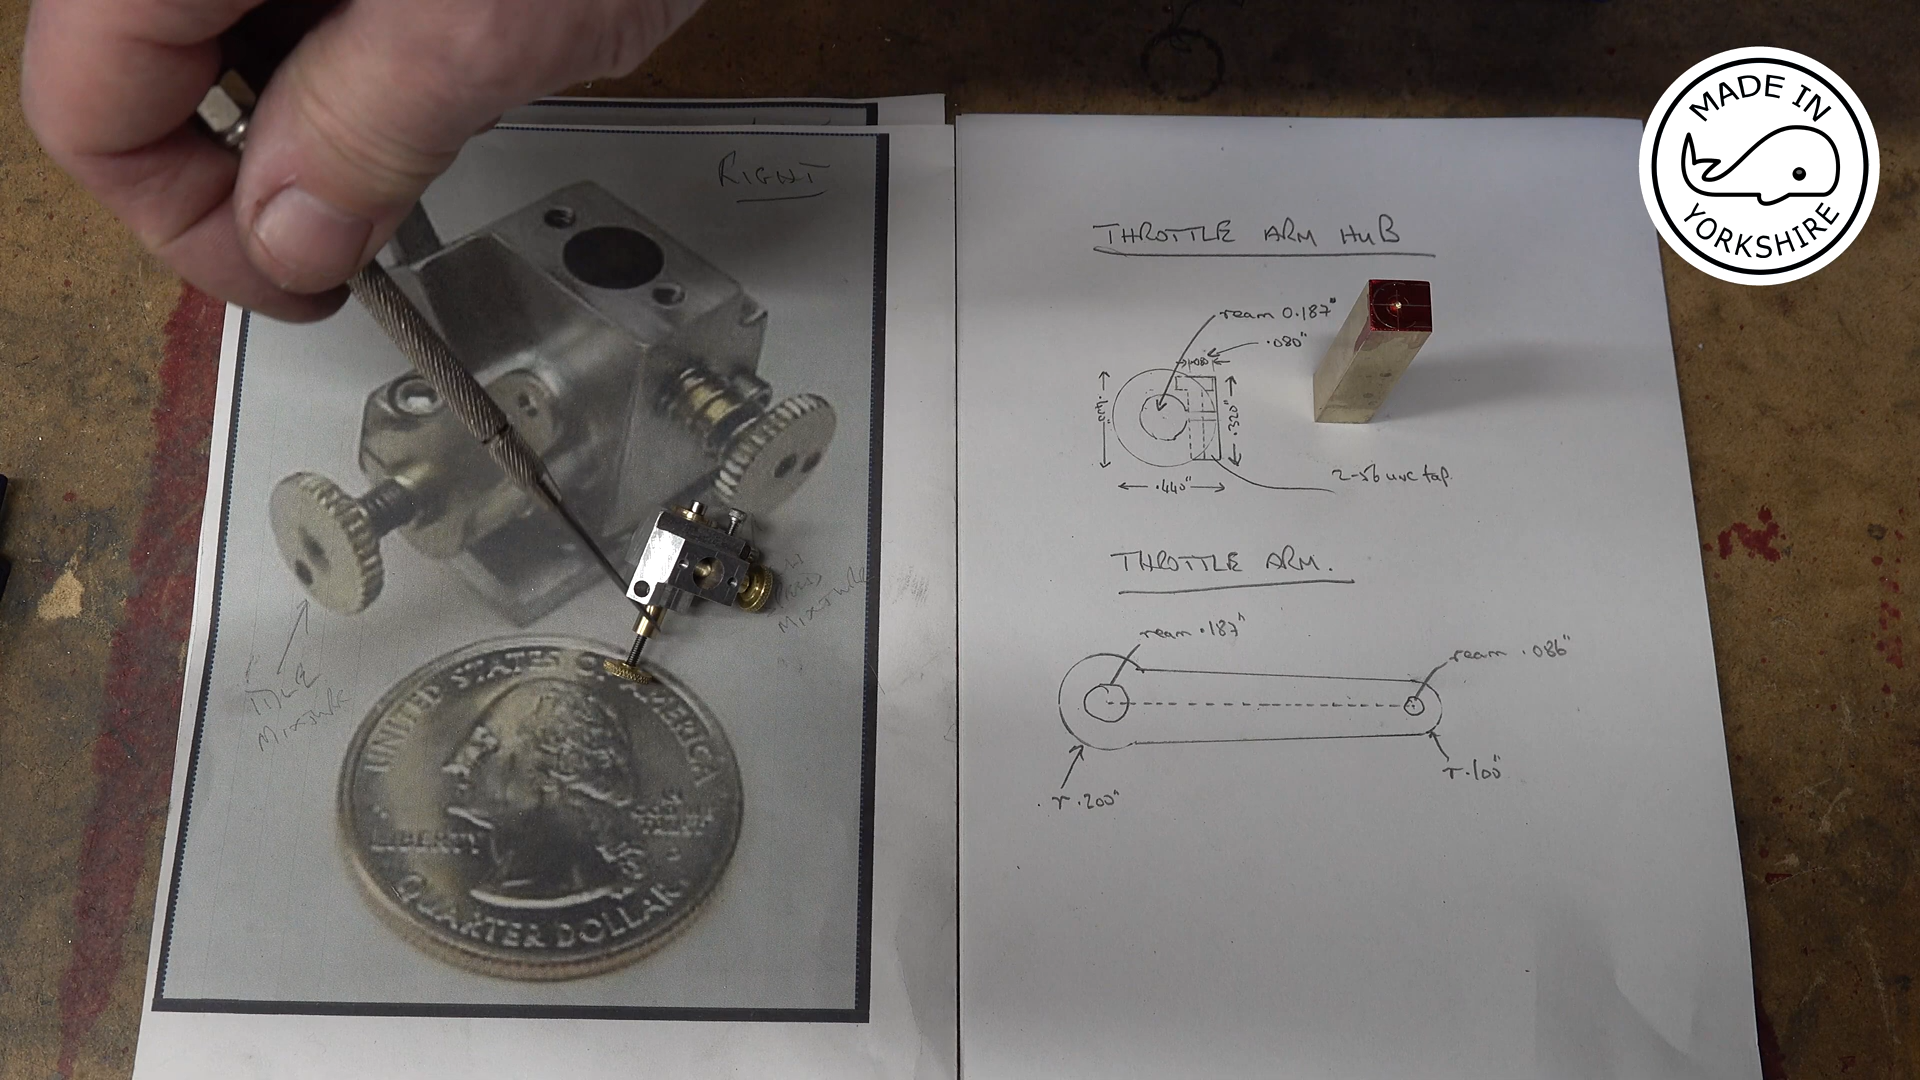 RIGHT
IDLE
MIXTURE
MIXTURE
UNITED STATES OF AMERICA
LIBERTY
QUARTER DOLLAR
THROTTLE ARM HUB
ream 0.187"
.080"
.080"
.400"
.320"
.440"
2-56 unc tap.
THROTTLE ARM.
ream .187"
ream .086"
r .200"
r .100"
MADE IN
YORKSHIRE